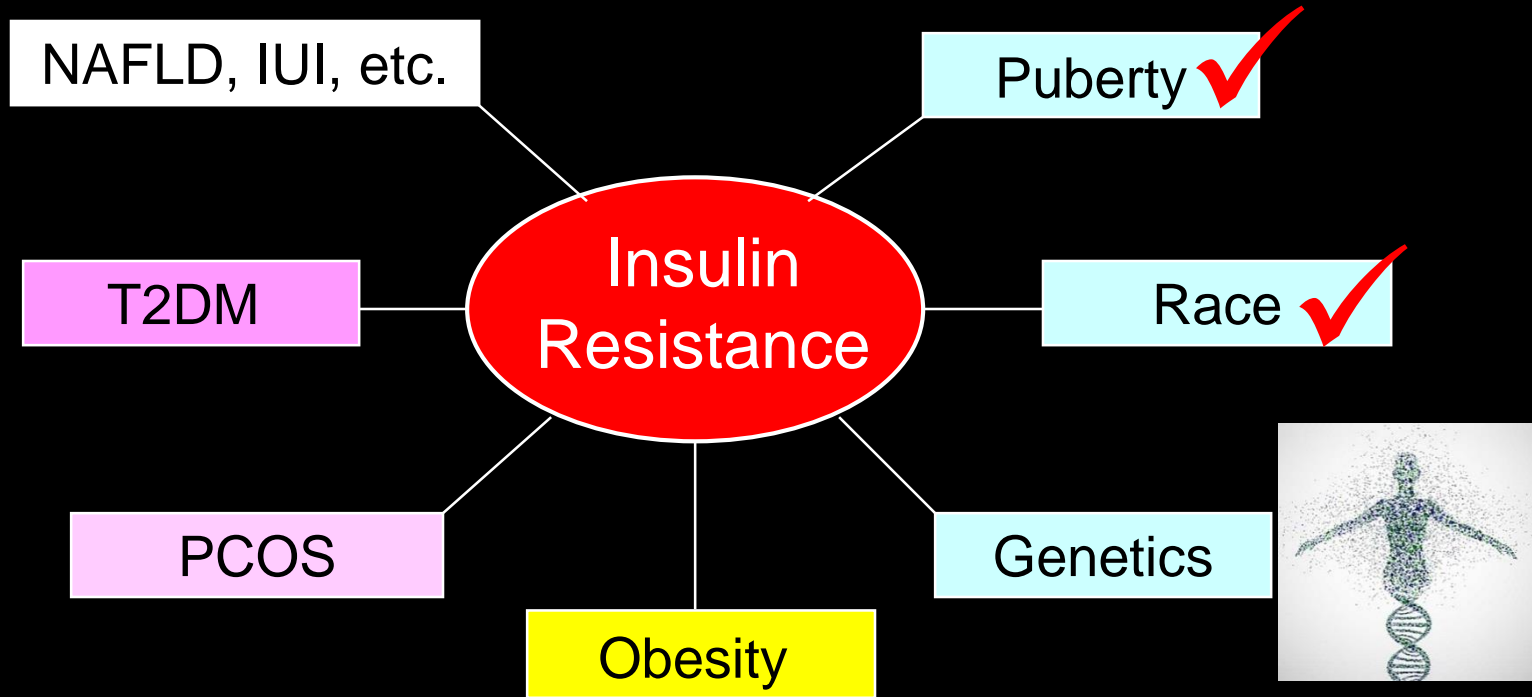 NAFLD, IUI, etc.
Puberty
Insulin
Resistance
T2DM
Race
PCOS
Genetics
Obesity